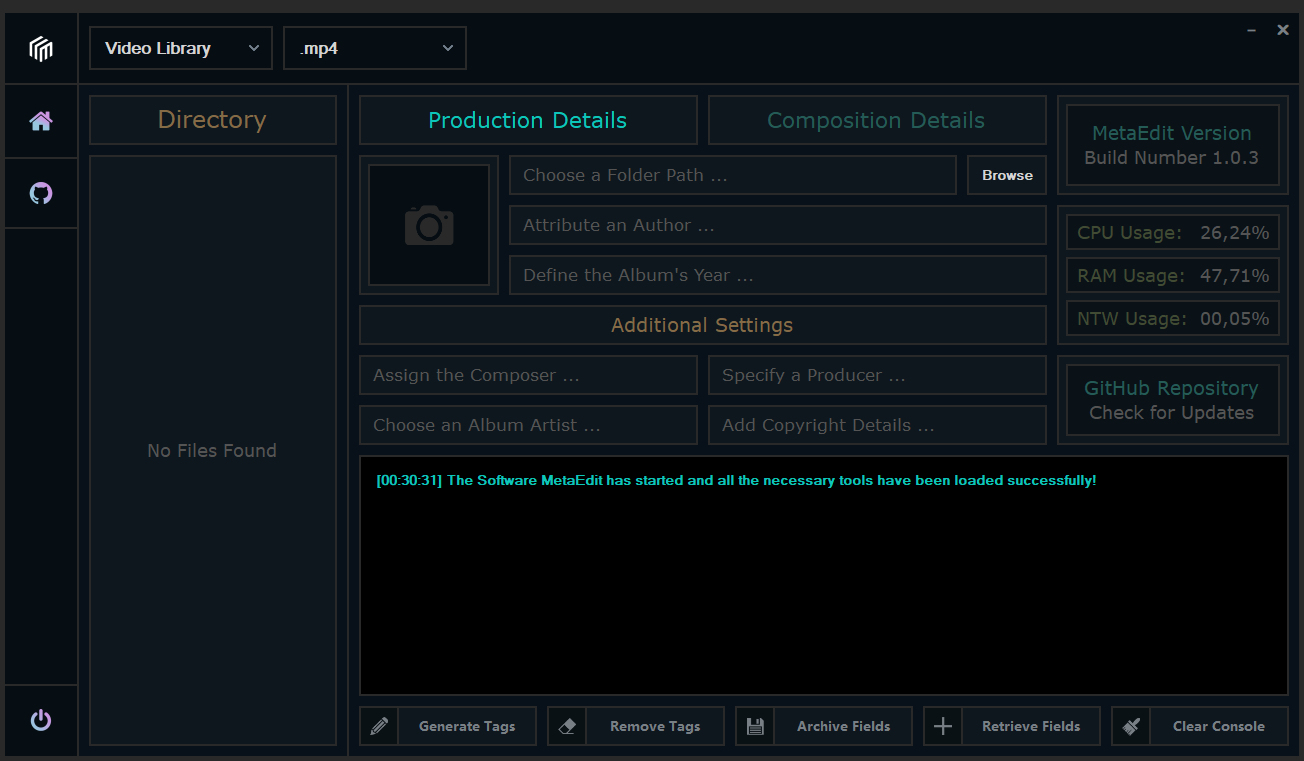 Video Library
.mp4
Directory
No Files Found
Production Details
Composition Details
Choose a Folder Path ...
Browse
Attribute an Author ...
Define the Album's Year ...
Additional Settings
Assign the Composer ...
Specify a Producer ...
Choose an Album Artist ...
Add Copyright Details ...
MetaEdit Version
Build Number 1.0.3
CPU Usage: 26,24%
RAM Usage: 47,71%
NTW Usage: 00,05%
GitHub Repository
Check for Updates
[00:30:31] The Software MetaEdit has started and all the necessary tools have been loaded successfully!
Generate Tags
Remove Tags
Archive Fields
Retrieve Fields
Clear Console